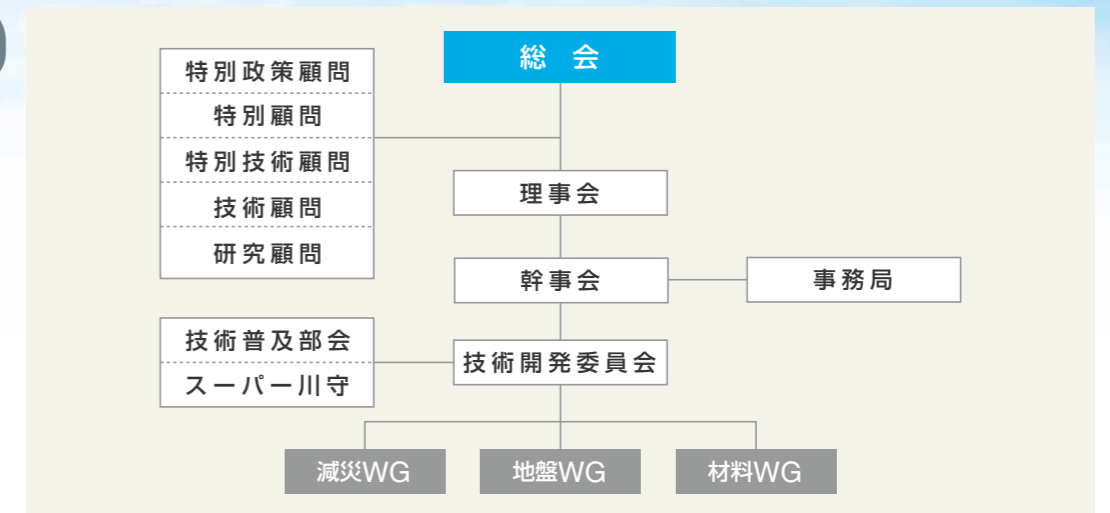 総会
特別政策顧問
特別顧問
特別技術顧問
技術顧問
研究顧問
理事会
幹事会
事務局
技術普及部会
スーパー川守
技術開発委員会
減災WG
地盤WG
材料WG